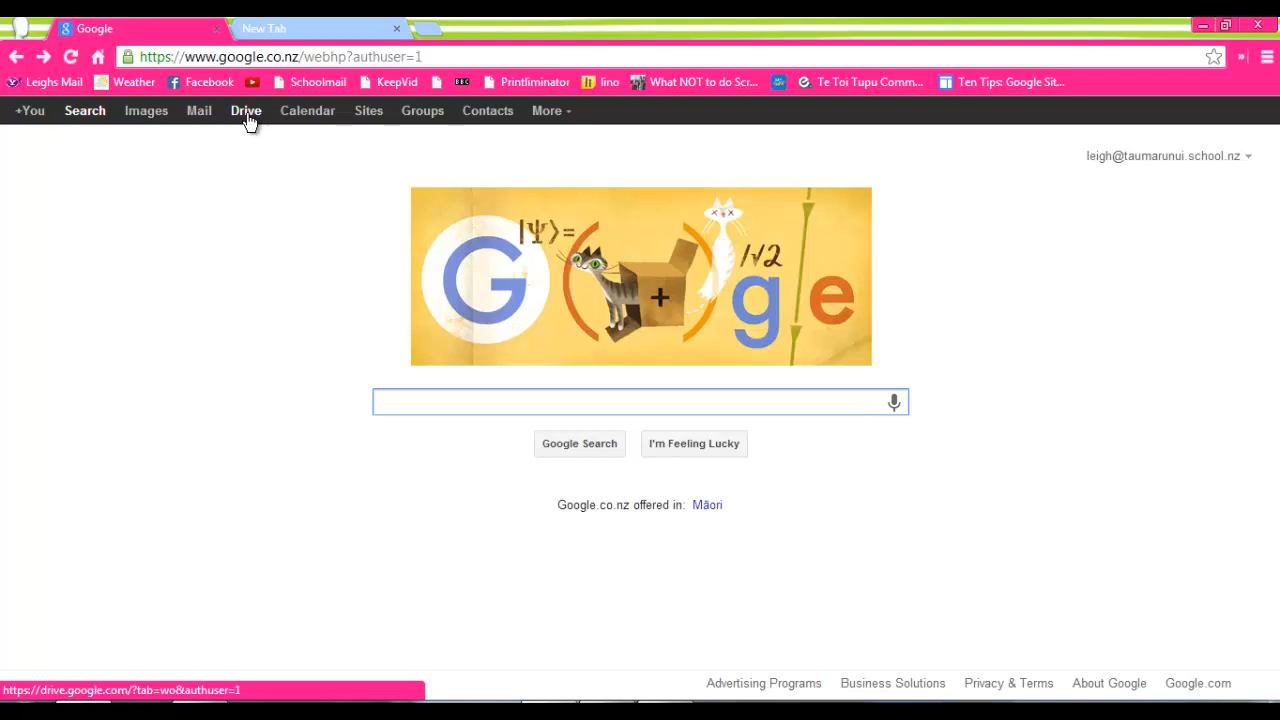 Google
New Tab
https://www.google.co.nz/webhp?authuser=1
Leighs Mail Weather Facebook Schoolmail KeepVid BBC Printliminator lino What NOT to do Scr... Te Toi Tupu Comm... Ten Tips: Google Sit...
+You Search Images Mail Drive Calendar Sites Groups Contacts More
leigh@taumarunui.school.nz
G ( |Ψ⟩= + ) /√2 g l e
Google Search I'm Feeling Lucky
Google.co.nz offered in: Māori
https://drive.google.com/?tab=wo&authuser=1
Advertising Programs Business Solutions Privacy & Terms About Google Google.com